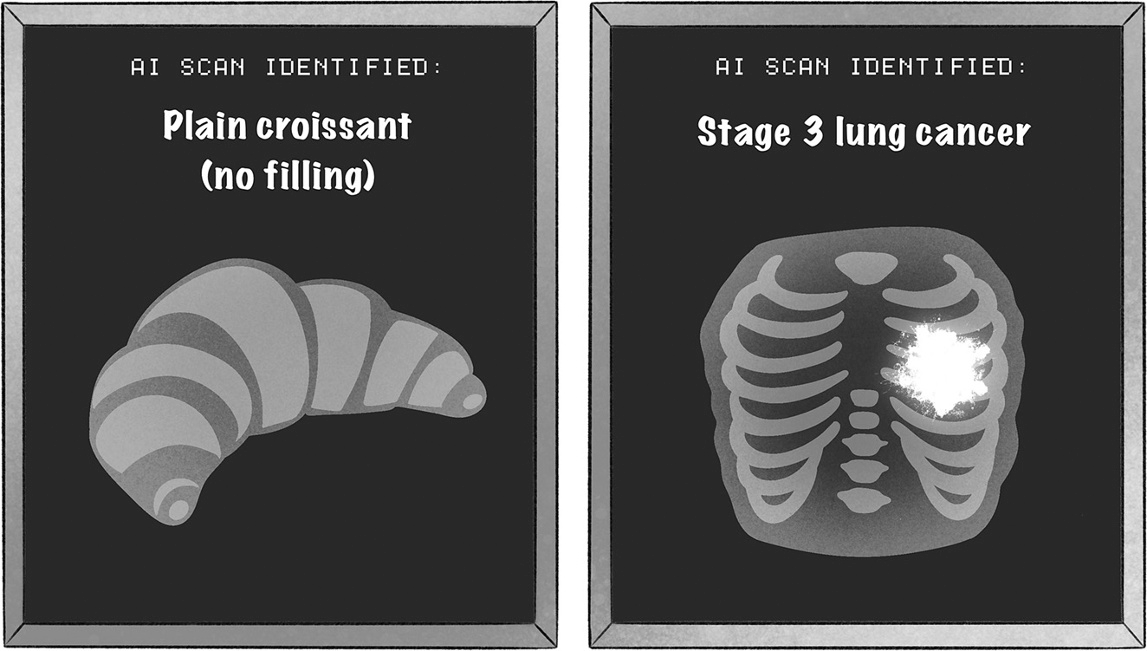 AI SCAN IDENTIFIED:
Plain croissant
(no filling)
AI SCAN IDENTIFIED:
Stage 3 lung cancer